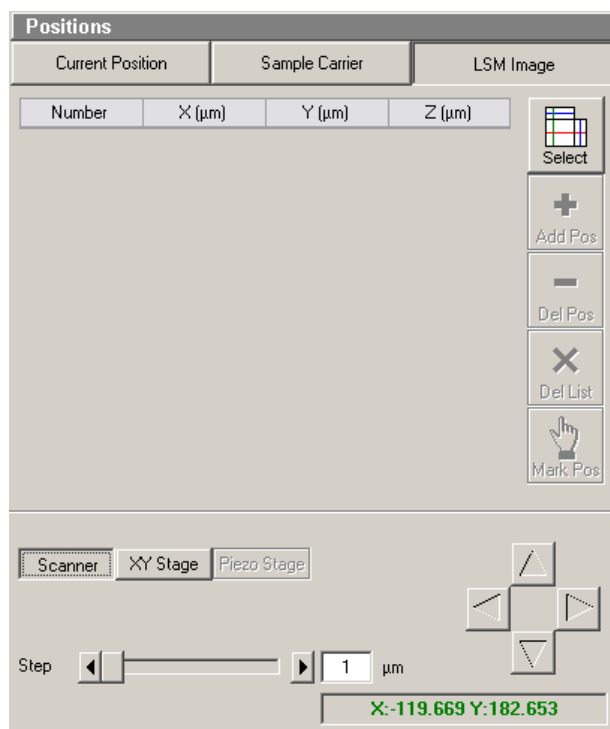 Positions
Current Position Sample Carrier LSM Image
Number X (µm) Y (µm) Z (µm)
Select
Add Pos
Del Pos
Del List
Mark Pos
Scanner XY Stage Piezo Stage
Step 1 µm
X:-119.669 Y:182.653